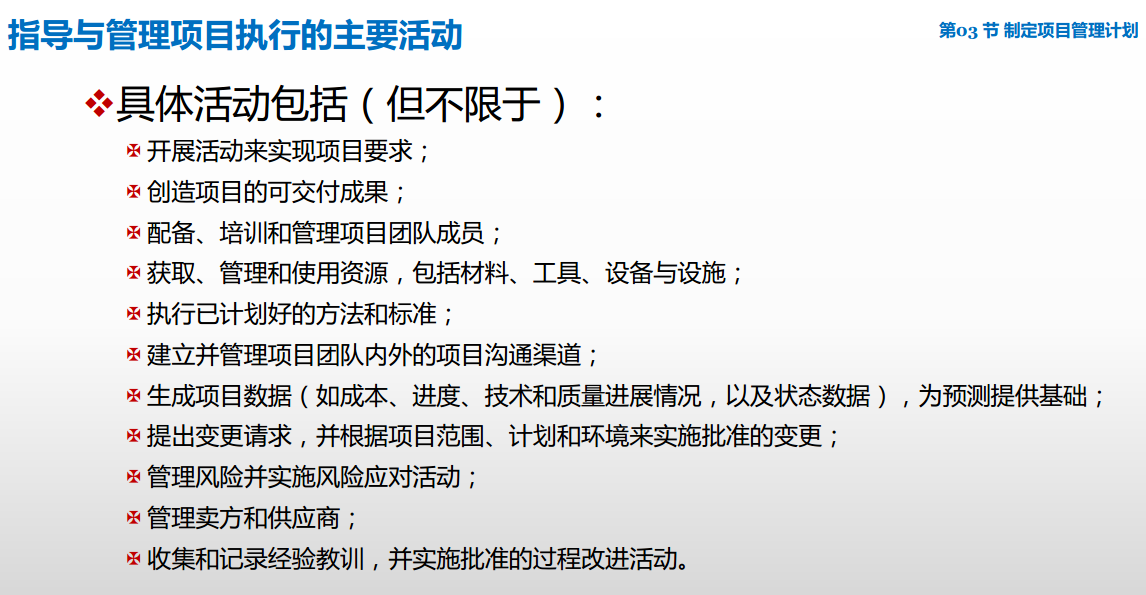 指导与管理项目执行的主要活动
第03 节 制定项目管理计划
具体活动包括（但不限于）：
开展活动来实现项目要求；
创造项目的可交付成果；
配备、培训和管理项目团队成员；
获取、管理和使用资源，包括材料、工具、设备与设施；
执行已计划好的方法和标准；
建立并管理项目团队内外的项目沟通渠道；
生成项目数据（如成本、进度、技术和质量进展情况，以及状态数据），为预测提供基础；
提出变更请求，并根据项目范围、计划和环境来实施批准的变更；
管理风险并实施风险应对活动；
管理卖方和供应商；
收集和记录经验教训，并实施批准的过程改进活动。